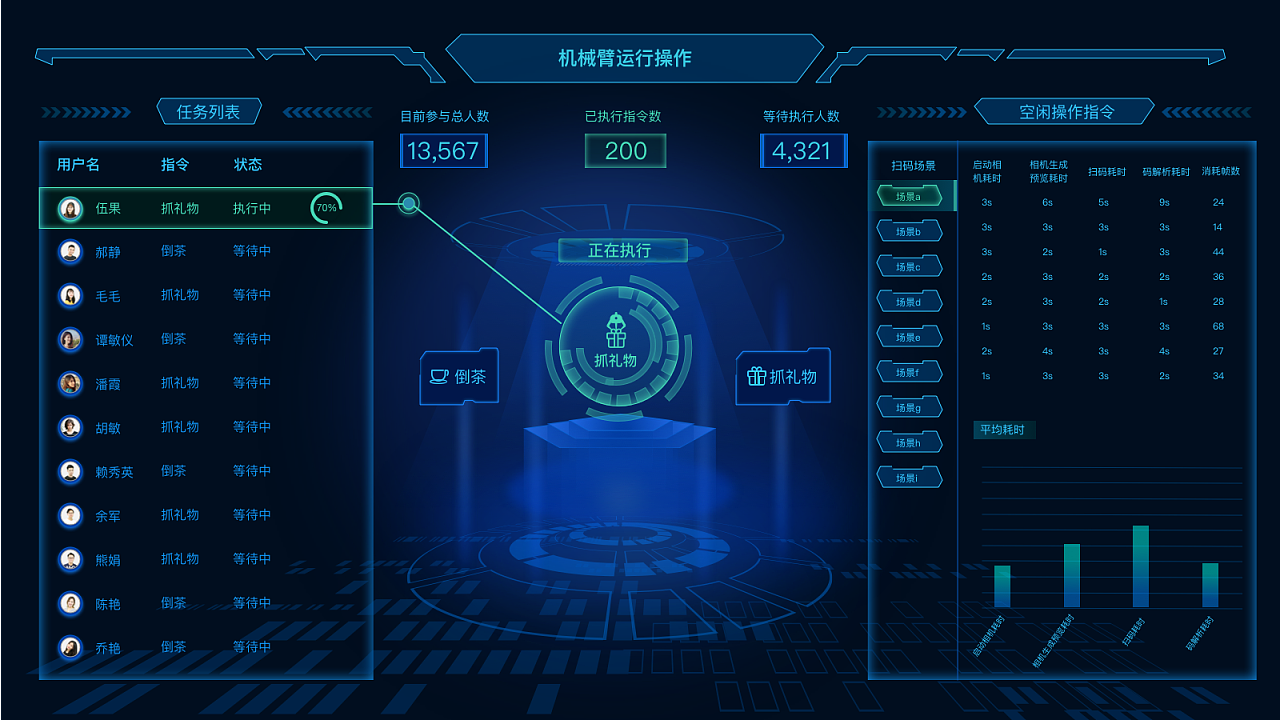 机械臂运行操作
任务列表
目前参与总人数
已执行指令数
等待执行人数
空闲操作指令
13,567
200
4,321
用户名 指令 状态
伍果 抓礼物 执行中 70%
郝静 倒茶 等待中
毛毛 抓礼物 等待中
谭敏仪 倒茶 等待中
潘霞 抓礼物 等待中
胡敏 抓礼物 等待中
赖秀英 倒茶 等待中
余军 抓礼物 等待中
熊娟 抓礼物 等待中
陈艳 倒茶 等待中
乔艳 倒茶 等待中
正在执行
抓礼物
倒茶
抓礼物
扫码场景
场景a
场景b
场景c
场景d
场景e
场景f
场景g
场景h
场景i
启动相
机耗时
相机生成
预览耗时
扫码耗时
码解析耗时
消耗帧数
3s 6s 5s 9s 24
3s 3s 3s 3s 14
3s 2s 1s 3s 44
2s 3s 2s 3s 36
2s 3s 2s 1s 28
1s 3s 3s 3s 68
2s 4s 3s 4s 27
1s 3s 3s 2s 34
平均耗时
启动相机耗时
相机生成预览耗时
扫码耗时
码解析耗时